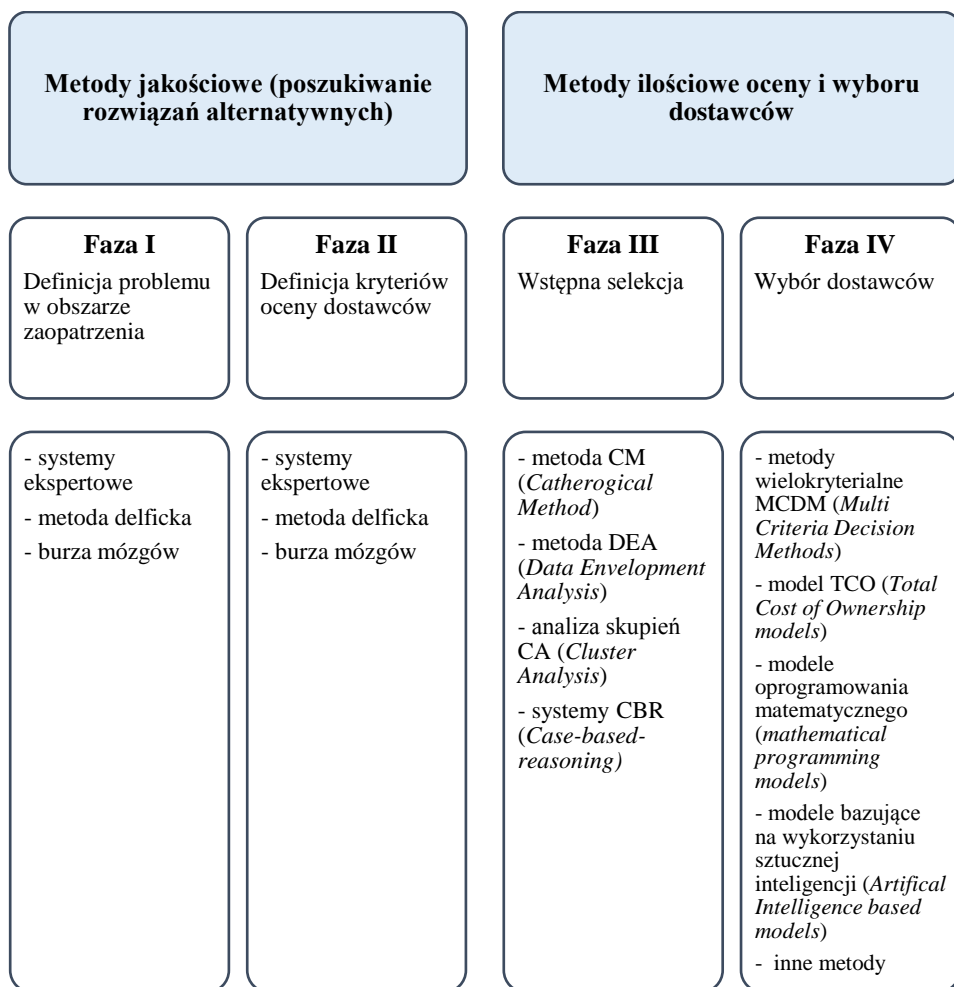 Metody jakościowe (poszukiwanie
rozwiązań alternatywnych)
Metody ilościowe oceny i wyboru
dostawców
Faza I
Definicja problemu
w obszarze
zaopatrzenia
Faza II
Definicja kryteriów
oceny dostawców
Faza III
Wstępna selekcja
Faza IV
Wybór dostawców
- systemy
ekspertowe
- metoda delficka
- burza mózgów
- systemy
ekspertowe
- metoda delficka
- burza mózgów
- metoda CM
(Catherogical
Method)
- metoda DEA
(Data Envelopment
Analysis)
- analiza skupień
CA (Cluster
Analysis)
- systemy CBR
(Case-based-
reasoning)
- metody
wielokryterialne
MCDM (Multi
Criteria Decision
Methods)
- model TCO (Total
Cost of Ownership
models)
- modele
oprogramowania
matematycznego
(mathematical
programming
models)
- modele bazujące
na wykorzystaniu
sztucznej
inteligencji (Artifical
Intelligence based
models)
- inne metody